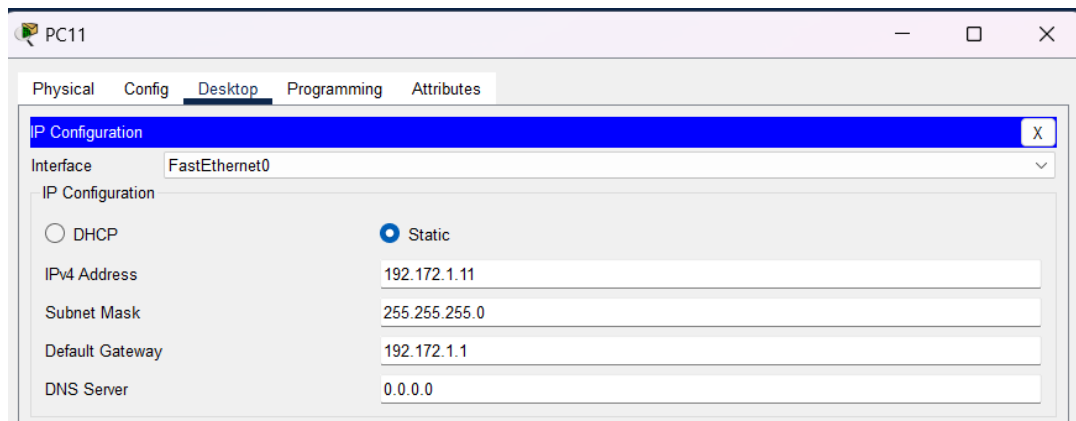 PC11
Physical Config Desktop Programming Attributes
IP Configuration X
Interface FastEthernet0
IP Configuration
DHCP Static
IPv4 Address 192.172.1.11
Subnet Mask 255.255.255.0
Default Gateway 192.172.1.1
DNS Server 0.0.0.0